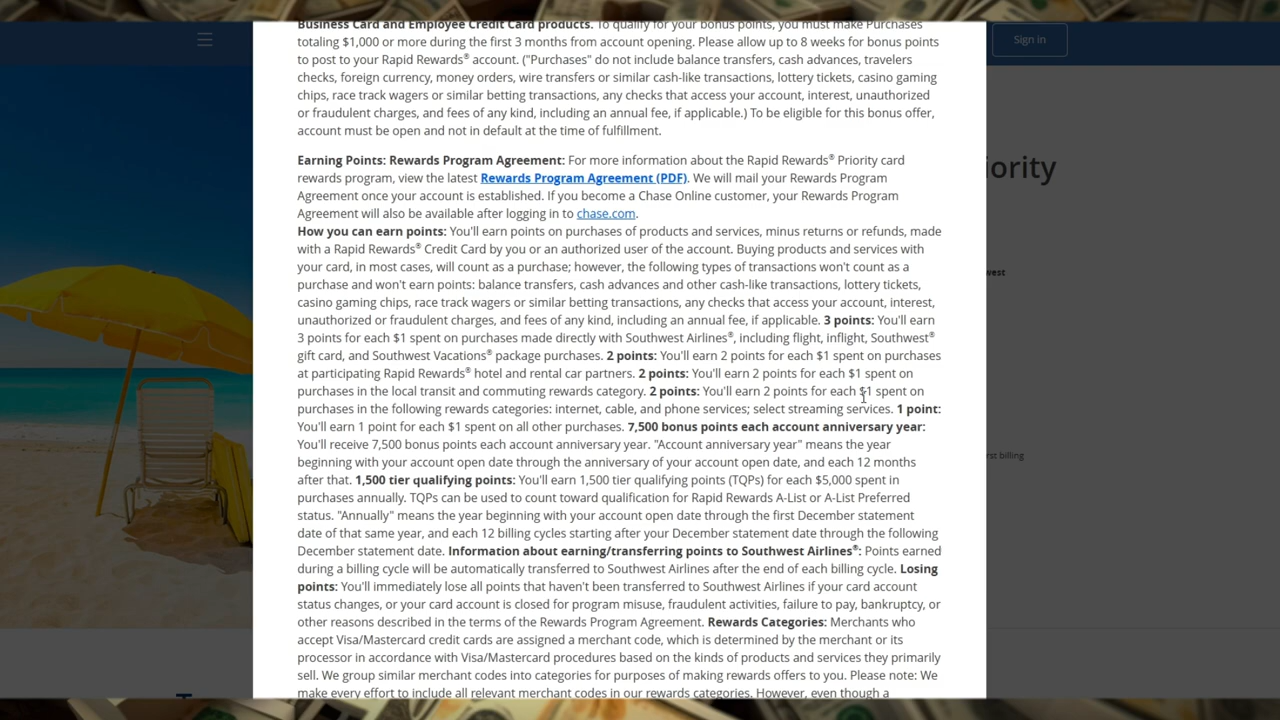 Business Card and Employee Credit Card products. To qualify for your bonus points, you must make Purchases
totaling $1,000 or more during the first 3 months from account opening. Please allow up to 8 weeks for bonus points
to post to your Rapid Rewards® account. ("Purchases" do not include balance transfers, cash advances, travelers
checks, foreign currency, money orders, wire transfers or similar cash-like transactions, lottery tickets, casino gaming
chips, race track wagers or similar betting transactions, any checks that access your account, interest, unauthorized
or fraudulent charges, and fees of any kind, including an annual fee, if applicable.) To be eligible for this bonus offer,
account must be open and not in default at the time of fulfillment.
Earning Points: Rewards Program Agreement: For more information about the Rapid Rewards® Priority card
rewards program, view the latest Rewards Program Agreement (PDF). We will mail your Rewards Program
Agreement once your account is established. If you become a Chase Online customer, your Rewards Program
Agreement will also be available after logging in to chase.com.
How you can earn points: You'll earn points on purchases of products and services, minus returns or refunds, made
with a Rapid Rewards® Credit Card by you or an authorized user of the account. Buying products and services with
your card, in most cases, will count as a purchase; however, the following types of transactions won't count as a
purchase and won't earn points: balance transfers, cash advances and other cash-like transactions, lottery tickets,
casino gaming chips, race track wagers or similar betting transactions, any checks that access your account, interest,
unauthorized or fraudulent charges, and fees of any kind, including an annual fee, if applicable. 3 points: You'll earn
3 points for each $1 spent on purchases made directly with Southwest Airlines®, including flight, inflight, Southwest®
gift card, and Southwest Vacations® package purchases. 2 points: You'll earn 2 points for each $1 spent on purchases
at participating Rapid Rewards® hotel and rental car partners. 2 points: You'll earn 2 points for each $1 spent on
purchases in the local transit and commuting rewards category. 2 points: You'll earn 2 points for each $1 spent on
purchases in the following rewards categories: internet, cable, and phone services; select streaming services. 1 point:
You'll earn 1 point for each $1 spent on all other purchases. 7,500 bonus points each account anniversary year:
You'll receive 7,500 bonus points each account anniversary year. "Account anniversary year" means the year
beginning with your account open date through the anniversary of your account open date, and each 12 months
after that. 1,500 tier qualifying points: You'll earn 1,500 tier qualifying points (TQPs) for each $5,000 spent in
purchases annually. TQPs can be used to count toward qualification for Rapid Rewards A-List or A-List Preferred
status. "Annually" means the year beginning with your account open date through the first December statement
date of that same year, and each 12 billing cycles starting after your December statement date through the following
December statement date. Information about earning/transferring points to Southwest Airlines®: Points earned
during a billing cycle will be automatically transferred to Southwest Airlines after the end of each billing cycle. Losing
points: You'll immediately lose all points that haven't been transferred to Southwest Airlines if your card account
status changes, or your card account is closed for program misuse, fraudulent activities, failure to pay, bankruptcy, or
other reasons described in the terms of the Rewards Program Agreement. Rewards Categories: Merchants who
accept Visa/Mastercard credit cards are assigned a merchant code, which is determined by the merchant or its
processor in accordance with Visa/Mastercard procedures based on the kinds of products and services they primarily
sell. We group similar merchant codes into categories for purposes of making rewards offers to you. Please note: We
make every effort to include all relevant merchant codes in our rewards categories. However, even though a
Sign in
iority
west
rst billing